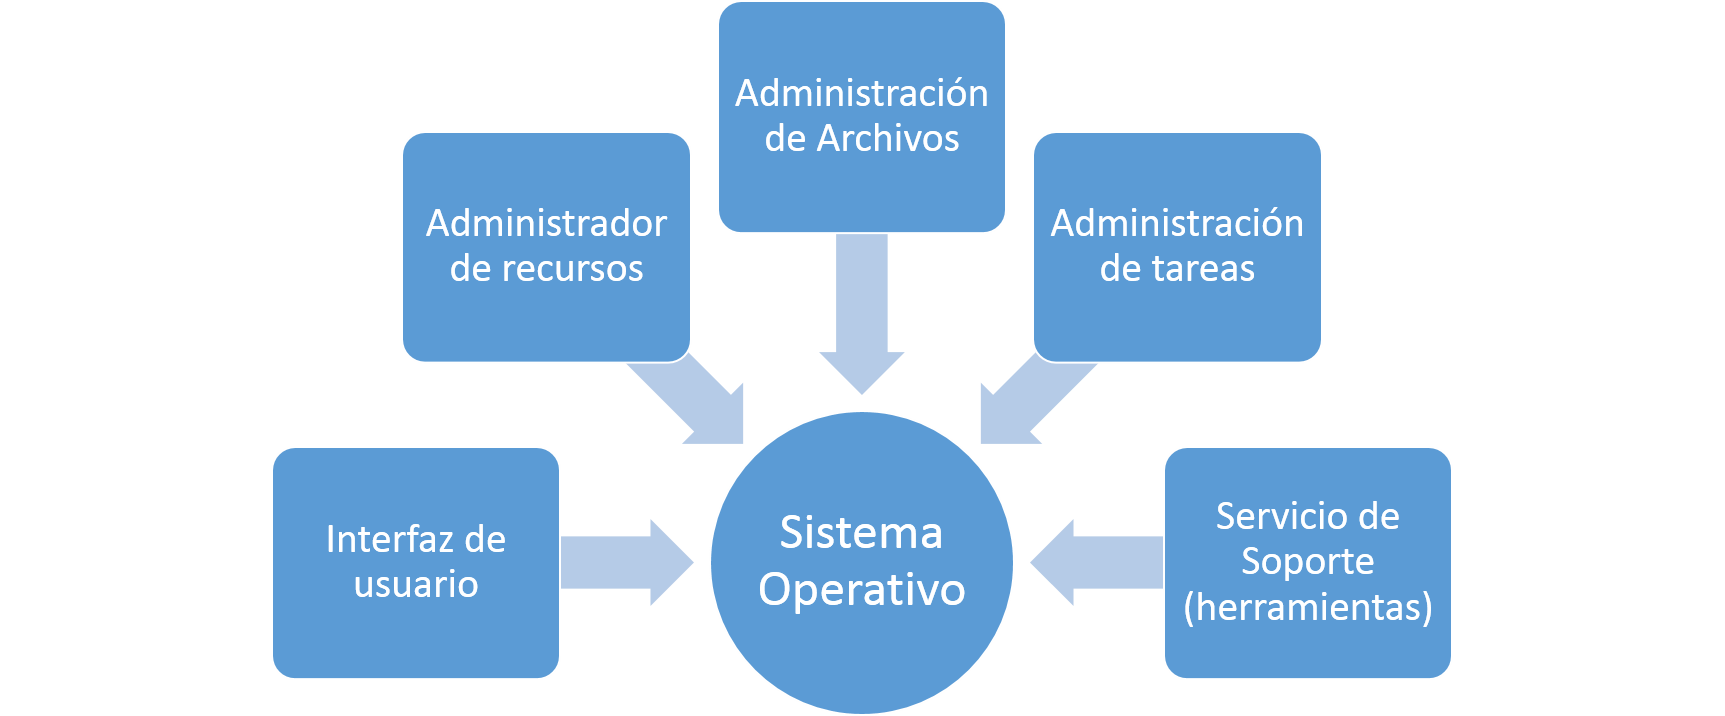 Administración
de Archivos
Administrador
de recursos
Administración
de tareas
Interfaz de
usuario
Sistema
Operativo
Servicio de
Soporte
(herramientas)